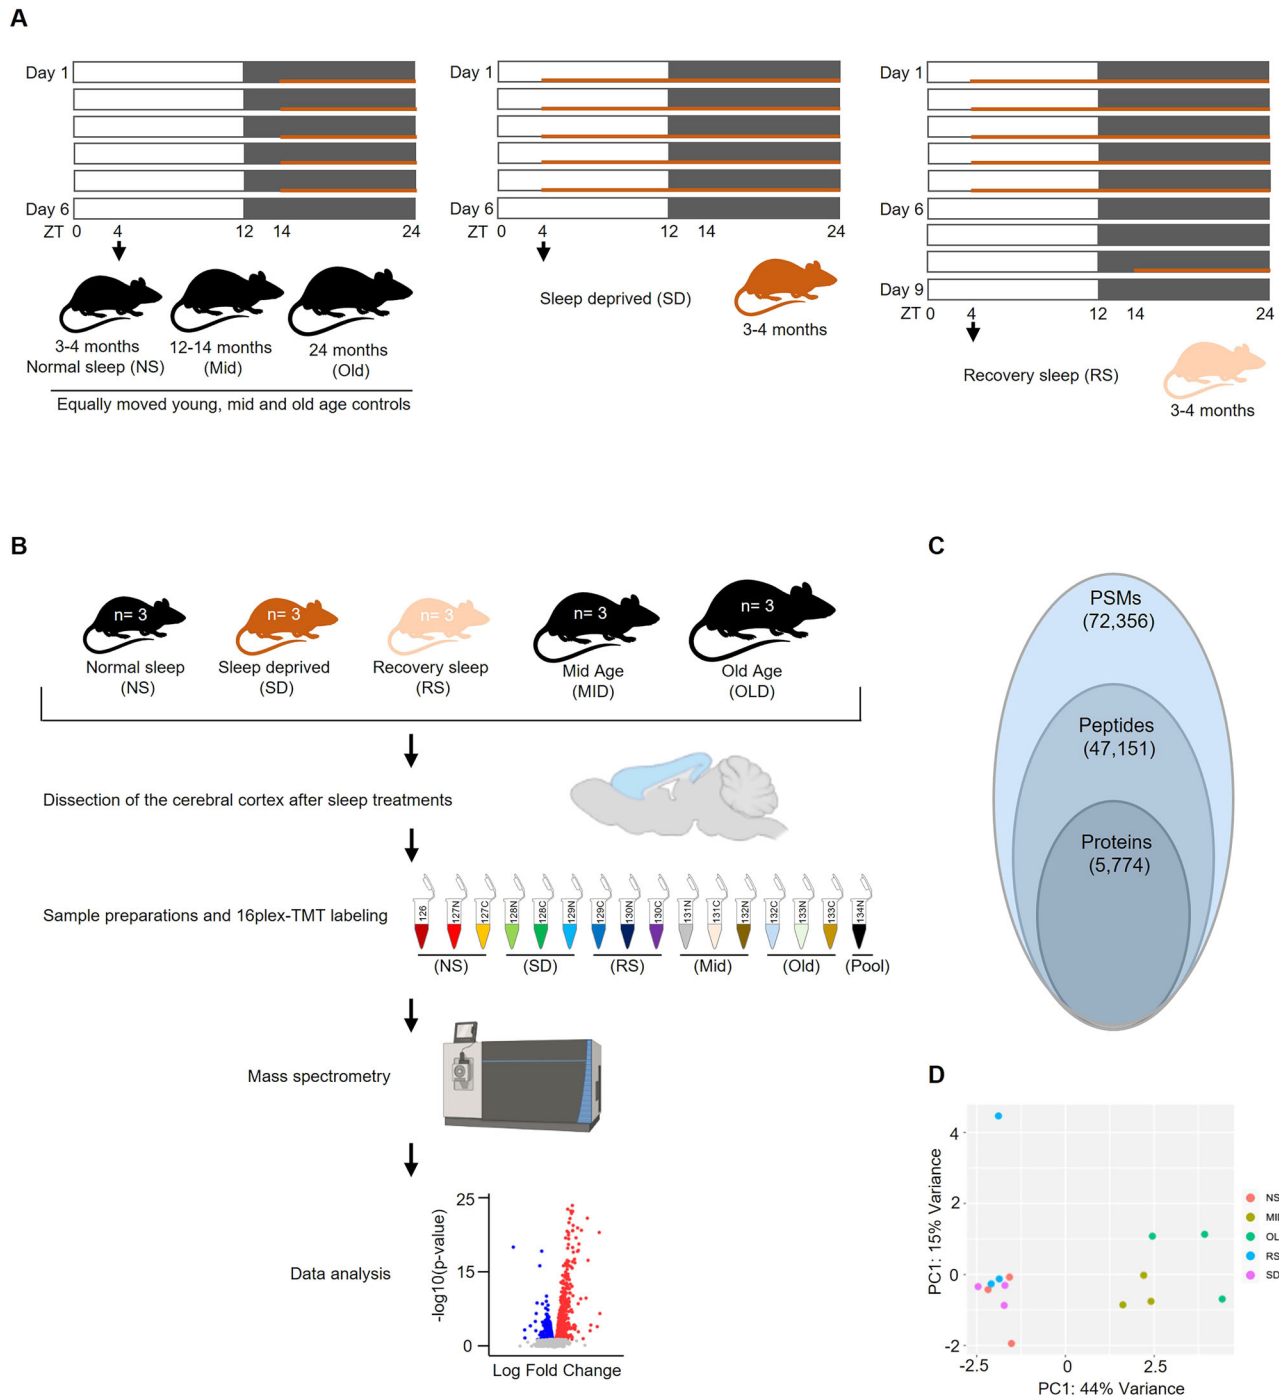 A
Day 1
Day 6
ZT 0 4 12 14 24
3-4 months
Normal sleep (NS)
12-14 months
(Mid)
24 months
(Old)
Equally moved young, mid and old age controls
Day 1
Day 6
ZT 0 4 12 14 24
Sleep deprived (SD)
3-4 months
Day 1
Day 6
Day 9
ZT 0 4 12 14 24
Recovery sleep (RS)
3-4 months
B
n= 3
n= 3
n= 3
n= 3
n= 3
Normal sleep
(NS)
Sleep deprived
(SD)
Recovery sleep
(RS)
Mid Age
(MID)
Old Age
(OLD)
Dissection of the cerebral cortex after sleep treatments
Sample preparations and 16plex-TMT labeling
126 127N 127C 128N 128C 129N 129C 130N 130C 131N 131C 132N 132C 133N 133C 134N
(NS) (SD) (RS) (Mid) (Old) (Pool)
Mass spectrometry
Data analysis
-log10(p-value)
25
15
0
Log Fold Change
C
PSMs
(72,356)
Peptides
(47,151)
Proteins
(5,774)
D
PC1: 15% Variance
4
2
0
-2
-2.5 0 2.5
PC1: 44% Variance
NS
MI
OL
RS
SD